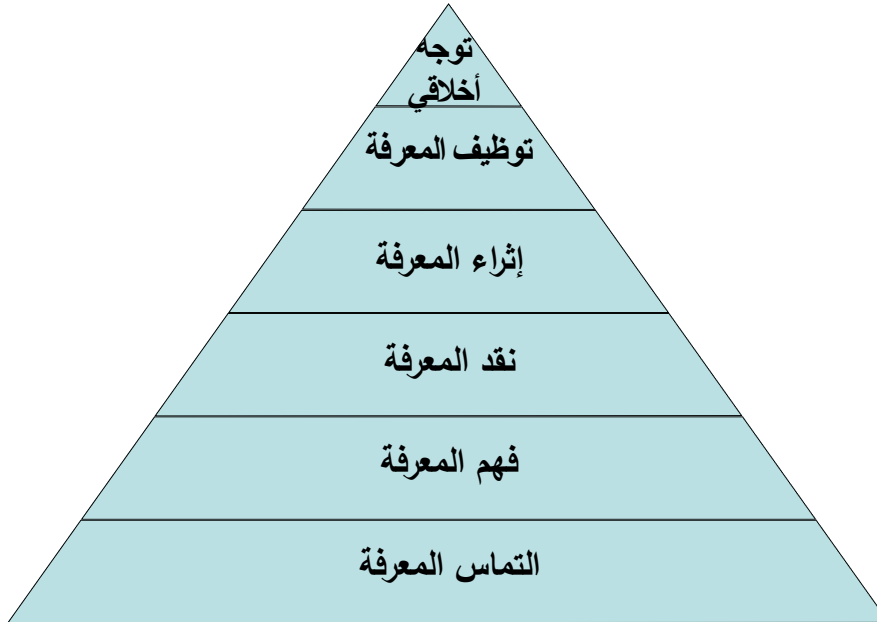 توجه
أخلاقي
توظيف المعرفة
إثراء المعرفة
نقد المعرفة
فهم المعرفة
التماس المعرفة